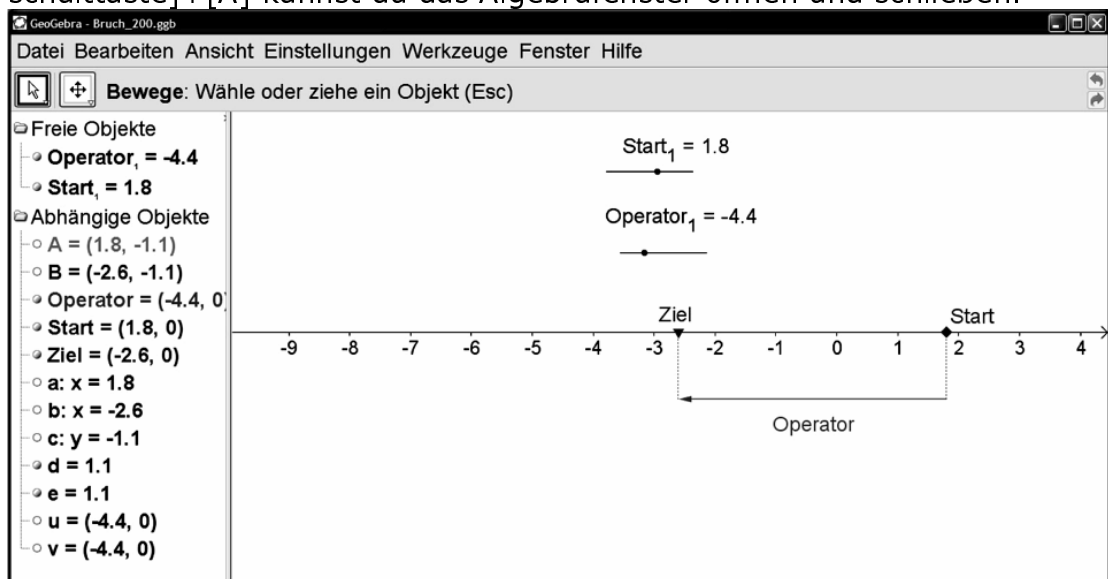 GeoGebra - Bruch_200.ggb
Datei Bearbeiten Ansicht Einstellungen Werkzeuge Fenster Hilfe
Bewege: Wähle oder ziehe ein Objekt (Esc)
Freie Objekte
Operator₁ = -4.4
Start₁ = 1.8
Abhängige Objekte
A = (1.8, -1.1)
B = (-2.6, -1.1)
Operator = (-4.4, 0)
Start = (1.8, 0)
Ziel = (-2.6, 0)
a: x = 1.8
b: x = -2.6
c: y = -1.1
d = 1.1
e = 1.1
u = (-4.4, 0)
v = (-4.4, 0)
Start₁ = 1.8
Operator₁ = -4.4
Ziel Start
-9 -8 -7 -6 -5 -4 -3 -2 -1 0 1 2 3 4
Operator